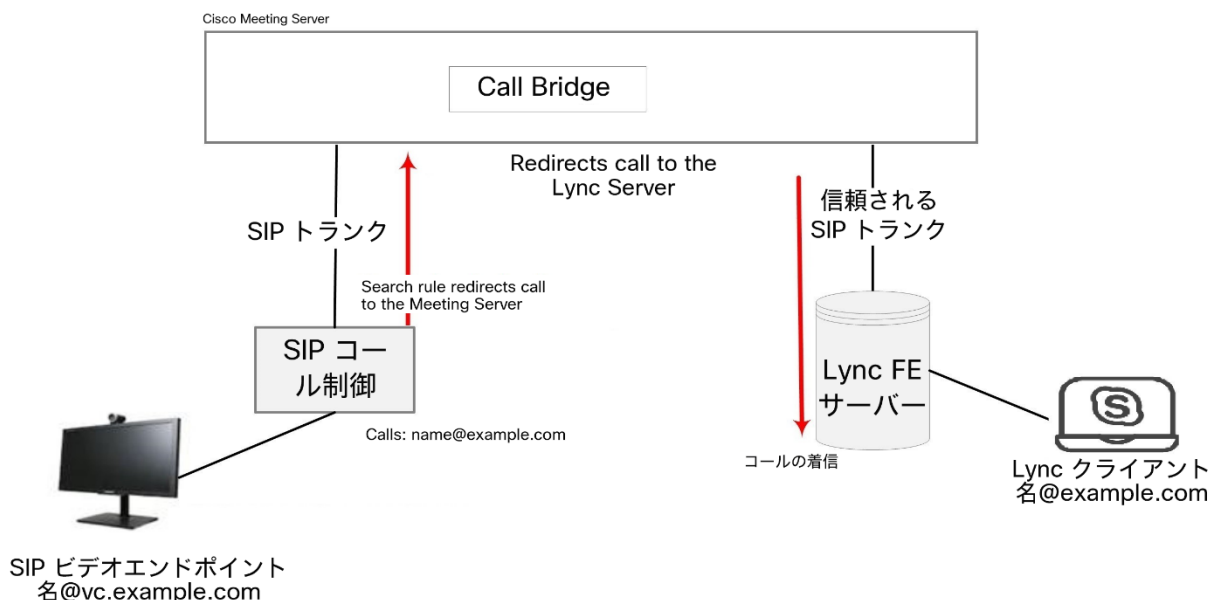 Cisco Meeting Server
Call Bridge
Redirects call to the
Lync Server
SIP トランク
信頼される
SIP トランク
Search rule redirects call
to the Meeting Server
SIP コー
ル制御
Lync FE
サーバー
Calls: name@example.com
コールの着信
Lync クライアント
名@example.com
SIP ビデオエンドポイント
名@vc.example.com